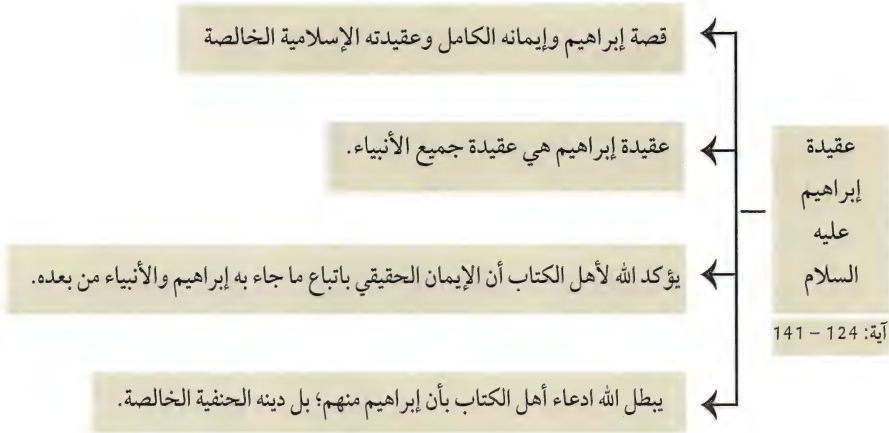 عقيدة
إبراهيم
عليه
السلام
آية: 124 – 141
قصة إبراهيم وإيمانه الكامل وعقيدته الإسلامية الخالصة
عقيدة إبراهيم هي عقيدة جميع الأنبياء.
يؤكد الله لأهل الكتاب أن الإيمان الحقيقي باتباع ما جاء به إبراهيم والأنبياء من بعده.
يبطل الله ادعاء أهل الكتاب بأن إبراهيم منهم؛ بل دينه الحنفية الخالصة.